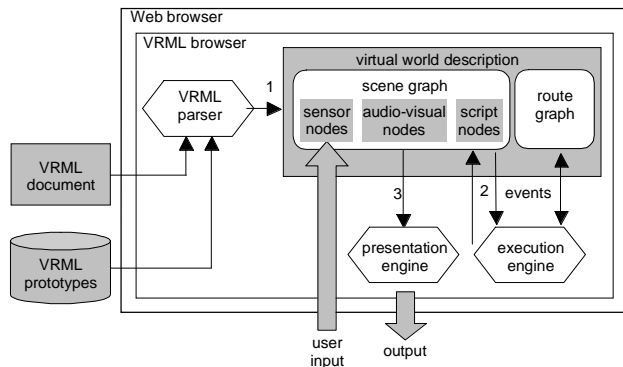 Web browser
VRML browser
virtual world description
scene graph
VRML
parser
1
sensor
nodes
audio-visual
nodes
script
nodes
route
graph
VRML
document
3
2
events
VRML
prototypes
presentation
engine
execution
engine
user
input
output